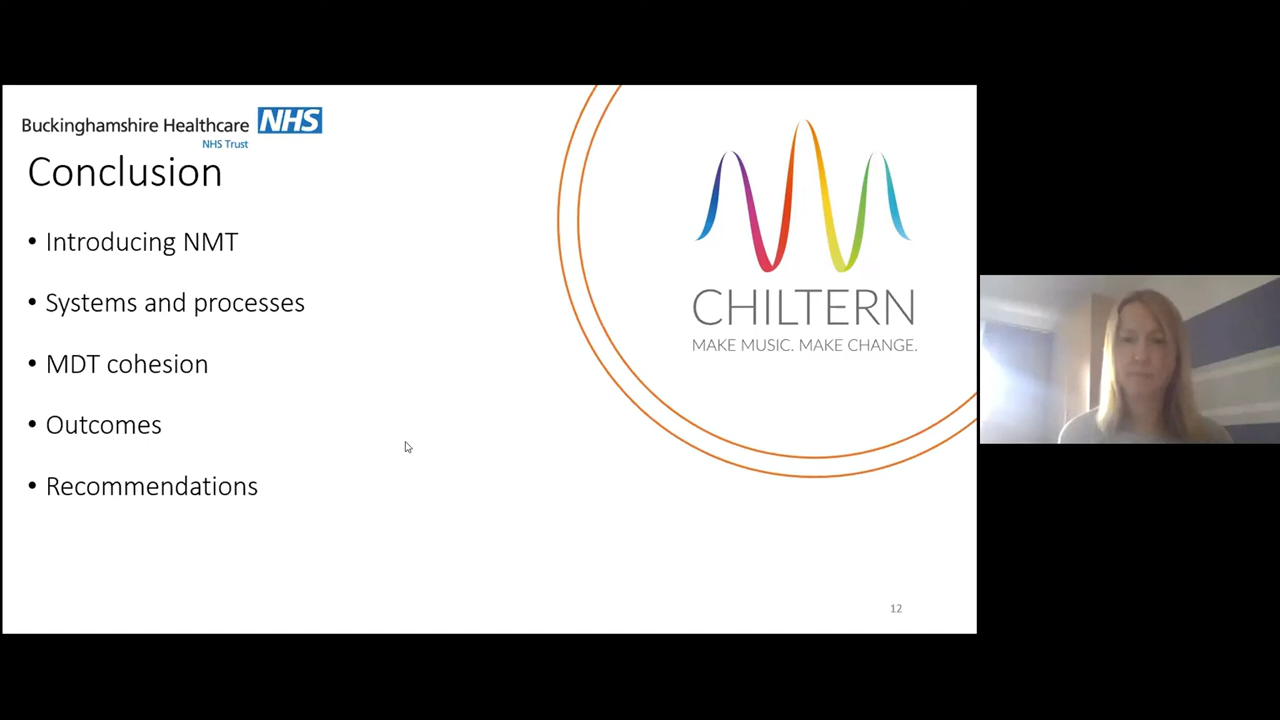 Buckinghamshire Healthcare NHS
NHS Trust
Conclusion
• Introducing NMT
• Systems and processes
• MDT cohesion
• Outcomes
• Recommendations
CHILTERN
MAKE MUSIC. MAKE CHANGE.
12